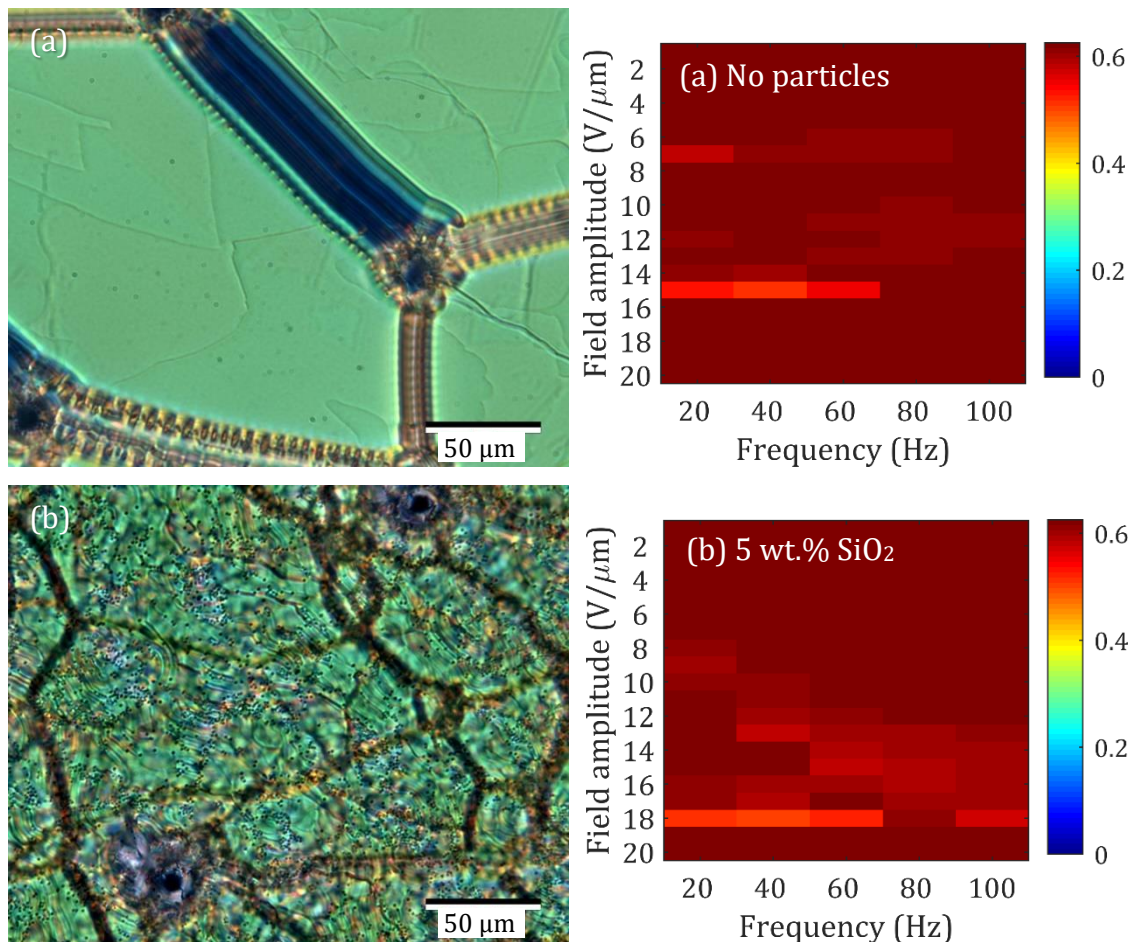 (a)
50 μm
(a) No particles
Field amplitude (V/μm)
2
4
6
8
10
12
14
16
18
20
20 40 60 80 100
Frequency (Hz)
0.6
0.4
0.2
0
(b)
50 μm
(b) 5 wt.% SiO₂
Field amplitude (V/μm)
2
4
6
8
10
12
14
16
18
20
20 40 60 80 100
Frequency (Hz)
0.6
0.4
0.2
0